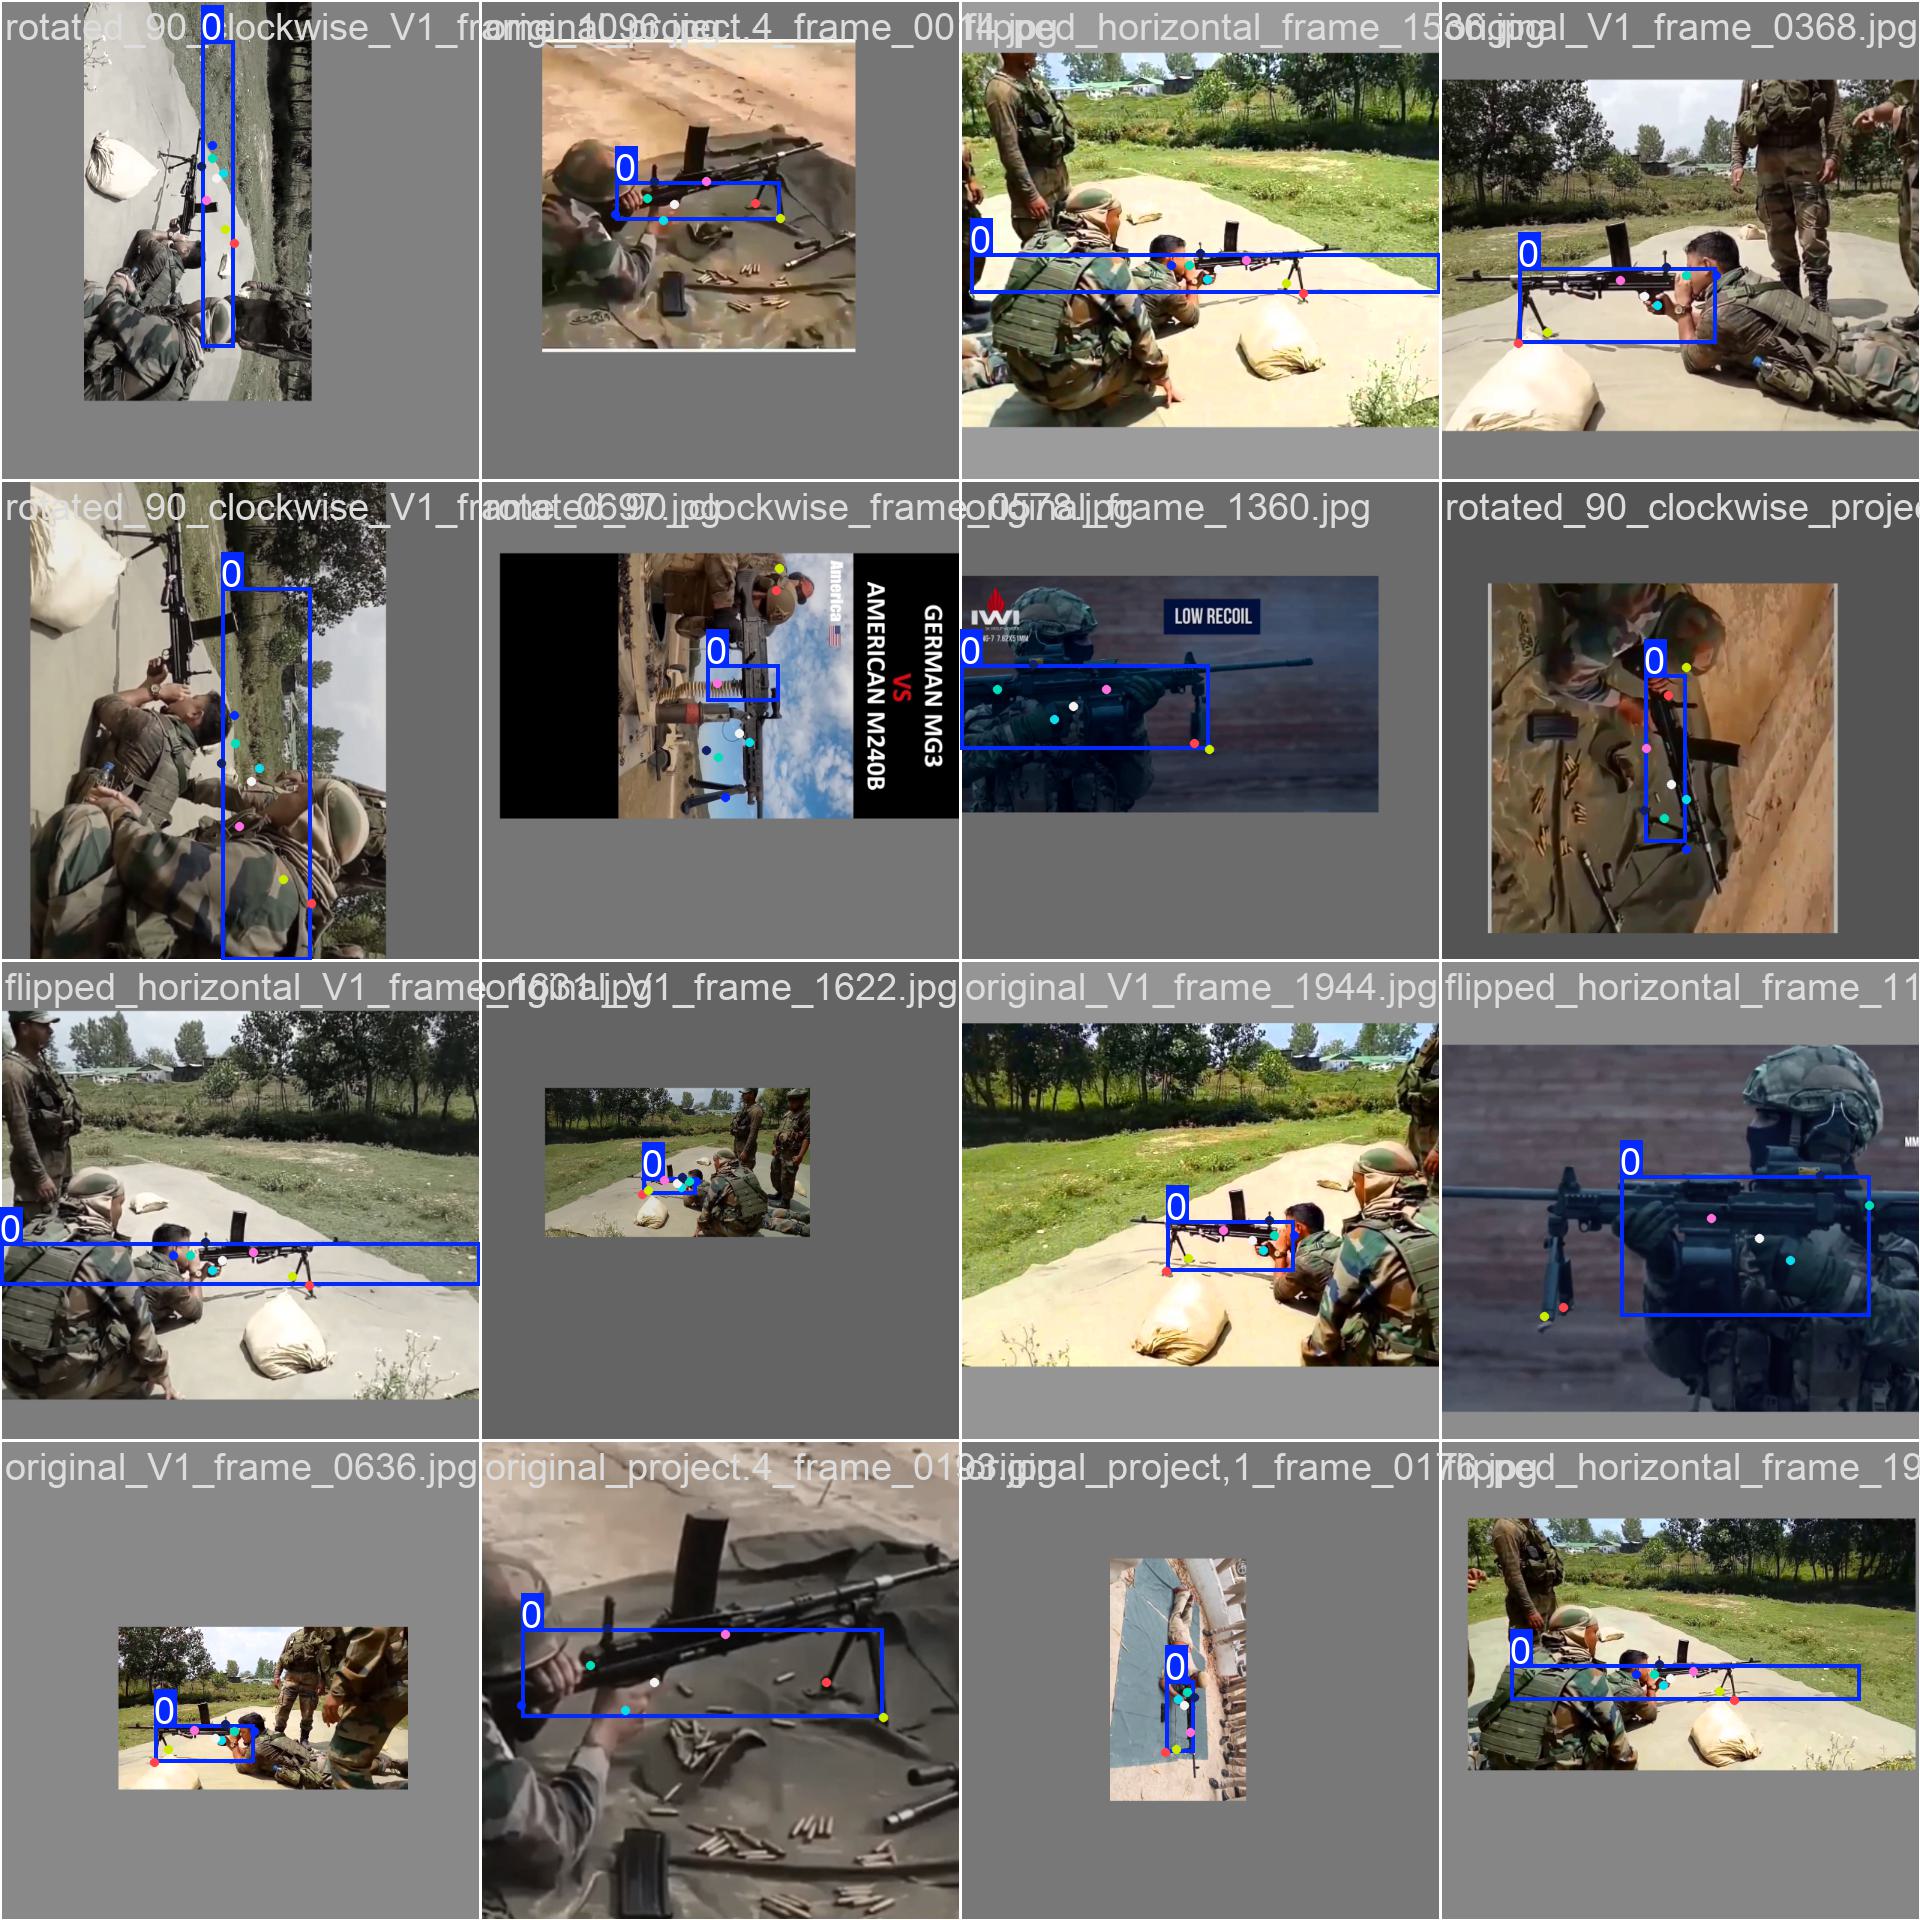 rotated_90_clockwise_V1_frame_1096.jpg
original_project.4_frame_0014.jpg
flipped_horizontal_frame_1536.jpg
original_V1_frame_0368.jpg
0
0
0
0
rotated_90_clockwise_V1_frame_0697.jpg
rotated_90_clockwise_frame_0578.jpg
original_frame_1360.jpg
rotated_90_clockwise_projec
0
0
America
AMERICAN M240B
VS
GERMAN MG3
0
IWI
LOW RECOIL
0
flipped_horizontal_V1_frame_1631.jpg
original_V1_frame_1622.jpg
original_V1_frame_1944.jpg
flipped_horizontal_frame_11
0
0
0
0
original_V1_frame_0636.jpg
original_project.4_frame_0193.jpg
original_project,1_frame_0176.jpg
flipped_horizontal_frame_19
0
0
0
0